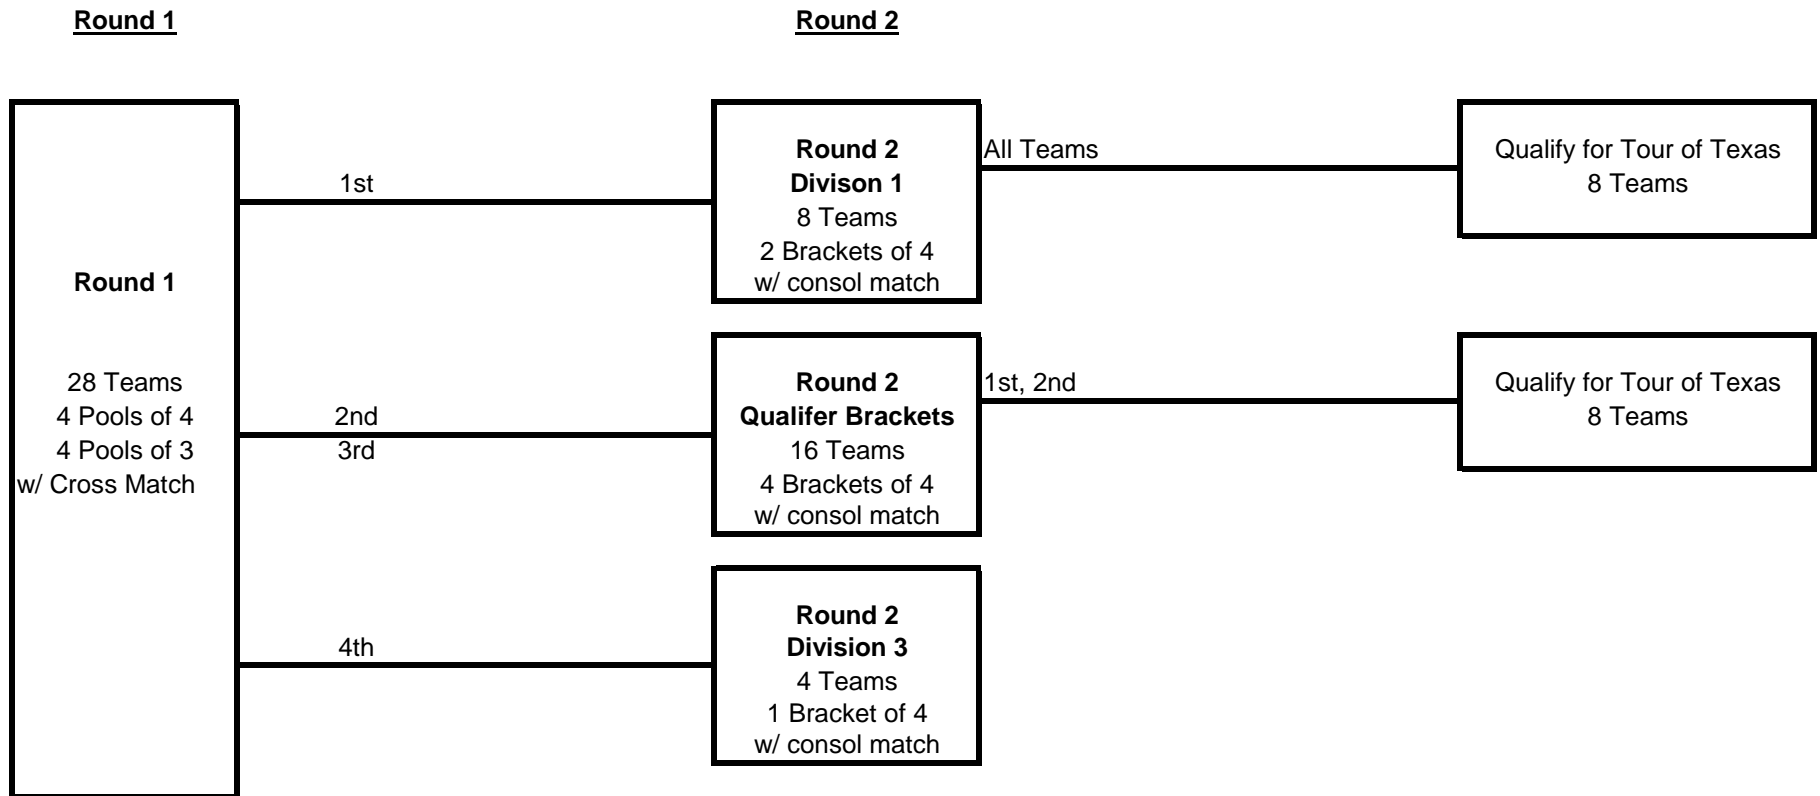 Round 1
Round 2
Round 1
28 Teams
4 Pools of 4
4 Pools of 3
w/ Cross Match
1st
2nd
3rd
4th
Round 2
Divison 1
8 Teams
2 Brackets of 4
w/ consol match
All Teams
Qualify for Tour of Texas
8 Teams
Round 2
Qualifer Brackets
16 Teams
4 Brackets of 4
w/ consol match
1st, 2nd
Qualify for Tour of Texas
8 Teams
Round 2
Division 3
4 Teams
1 Bracket of 4
w/ consol match